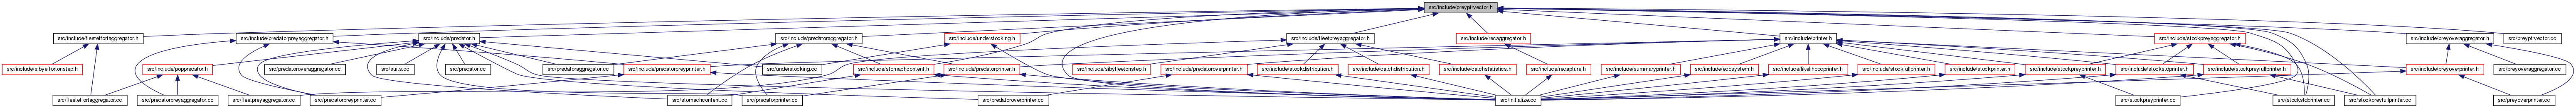 src/include/preyptrvector.h
src/include/fleeteffortaggregator.h
src/include/predatorpreyaggregator.h
src/include/predator.h
src/include/predatoraggregator.h
src/include/understocking.h
src/include/fleetpreyaggregator.h
src/include/recaggregator.h
src/include/printer.h
src/include/stockpreyaggregator.h
src/include/preyoveraggregator.h
src/preyptrvector.cc
src/include/sibyeffortonstep.h
src/include/poppredator.h
src/predatoroveraggregator.cc
src/suits.cc
src/predator.cc
src/predatoraggregator.cc
src/include/predatorpreyprinter.h
src/understocking.cc
src/include/stomachcontent.h
src/include/predatorprinter.h
src/include/sibyfleetonstep.h
src/include/predatoroverprinter.h
src/include/stockdistribution.h
src/include/catchdistribution.h
src/include/catchstatistics.h
src/include/recapture.h
src/include/summaryprinter.h
src/include/ecosystem.h
src/include/likelihoodprinter.h
src/include/stockfullprinter.h
src/include/stockprinter.h
src/include/stockpreyprinter.h
src/include/stockstdprinter.h
src/include/stockpreyfullprinter.h
src/include/preyoverprinter.h
src/preyoveraggregator.cc
src/fleeteffortaggregator.cc
src/predatorpreyaggregator.cc
src/fleetpreyaggregator.cc
src/predatorpreyprinter.cc
src/stomachcontent.cc
src/predatorprinter.cc
src/predatoroverprinter.cc
src/initialize.cc
src/stockpreyprinter.cc
src/stockstdprinter.cc
src/stockpreyfullprinter.cc
src/preyoverprinter.cc